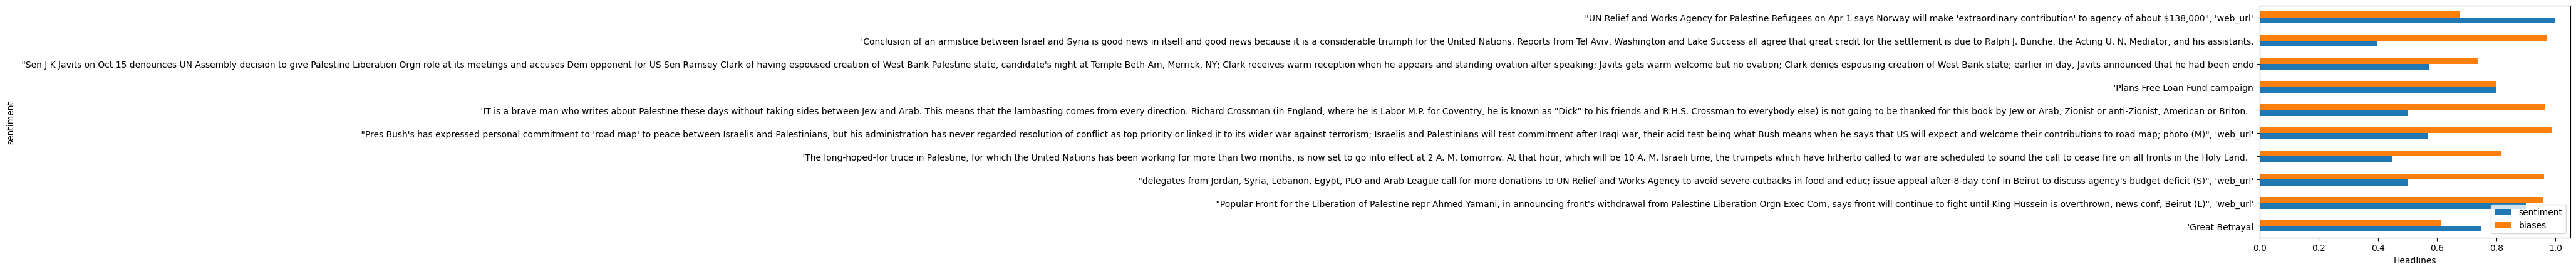 "UN Relief and Works Agency for Palestine Refugees on Apr 1 says Norway will make 'extraordinary contribution' to agency of about $138,000", 'web_url'
'Conclusion of an armistice between Israel and Syria is good news in itself and good news because it is a considerable triumph for the United Nations. Reports from Tel Aviv, Washington and Lake Success all agree that great credit for the settlement is due to Ralph J. Bunche, the Acting U. N. Mediator, and his assistants.
"Sen J K Javits on Oct 15 denounces UN Assembly decision to give Palestine Liberation Orgn role at its meetings and accuses Dem opponent for US Sen Ramsey Clark of having espoused creation of West Bank Palestine state, candidate's night at Temple Beth-Am, Merrick, NY; Clark receives warm reception when he appears and standing ovation after speaking; Javits gets warm welcome but no ovation; Clark denies espousing creation of West Bank state; earlier in day, Javits announced that he had been endo
'Plans Free Loan Fund campaign
'IT is a brave man who writes about Palestine these days without taking sides between Jew and Arab. This means that the lambasting comes from every direction. Richard Crossman (in England, where he is Labor M.P. for Coventry, he is known as "Dick" to his friends and R.H.S. Crossman to everybody else) is not going to be thanked for this book by Jew or Arab, Zionist or anti-Zionist, American or Briton.
"Pres Bush's has expressed personal commitment to 'road map' to peace between Israelis and Palestinians, but his administration has never regarded resolution of conflict as top priority or linked it to its wider war against terrorism; Israelis and Palestinians will test commitment after Iraqi war, their acid test being what Bush means when he says that US will expect and welcome their contributions to road map; photo (M)", 'web_url'
'The long-hoped-for truce in Palestine, for which the United Nations has been working for more than two months, is now set to go into effect at 2 A. M. tomorrow. At that hour, which will be 10 A. M. Israeli time, the trumpets which have hitherto called to war are scheduled to sound the call to cease fire on all fronts in the Holy Land.
"delegates from Jordan, Syria, Lebanon, Egypt, PLO and Arab League call for more donations to UN Relief and Works Agency to avoid severe cutbacks in food and educ; issue appeal after 8-day conf in Beirut to discuss agency's budget deficit (S)", 'web_url'
"Popular Front for the Liberation of Palestine repr Ahmed Yamani, in announcing front's withdrawal from Palestine Liberation Orgn Exec Com, says front will continue to fight until King Hussein is overthrown, news conf, Beirut (L)", 'web_url'
'Great Betrayal
sentiment
0.0 0.2 0.4 0.6 0.8 1.0
Headlines
sentiment
biases